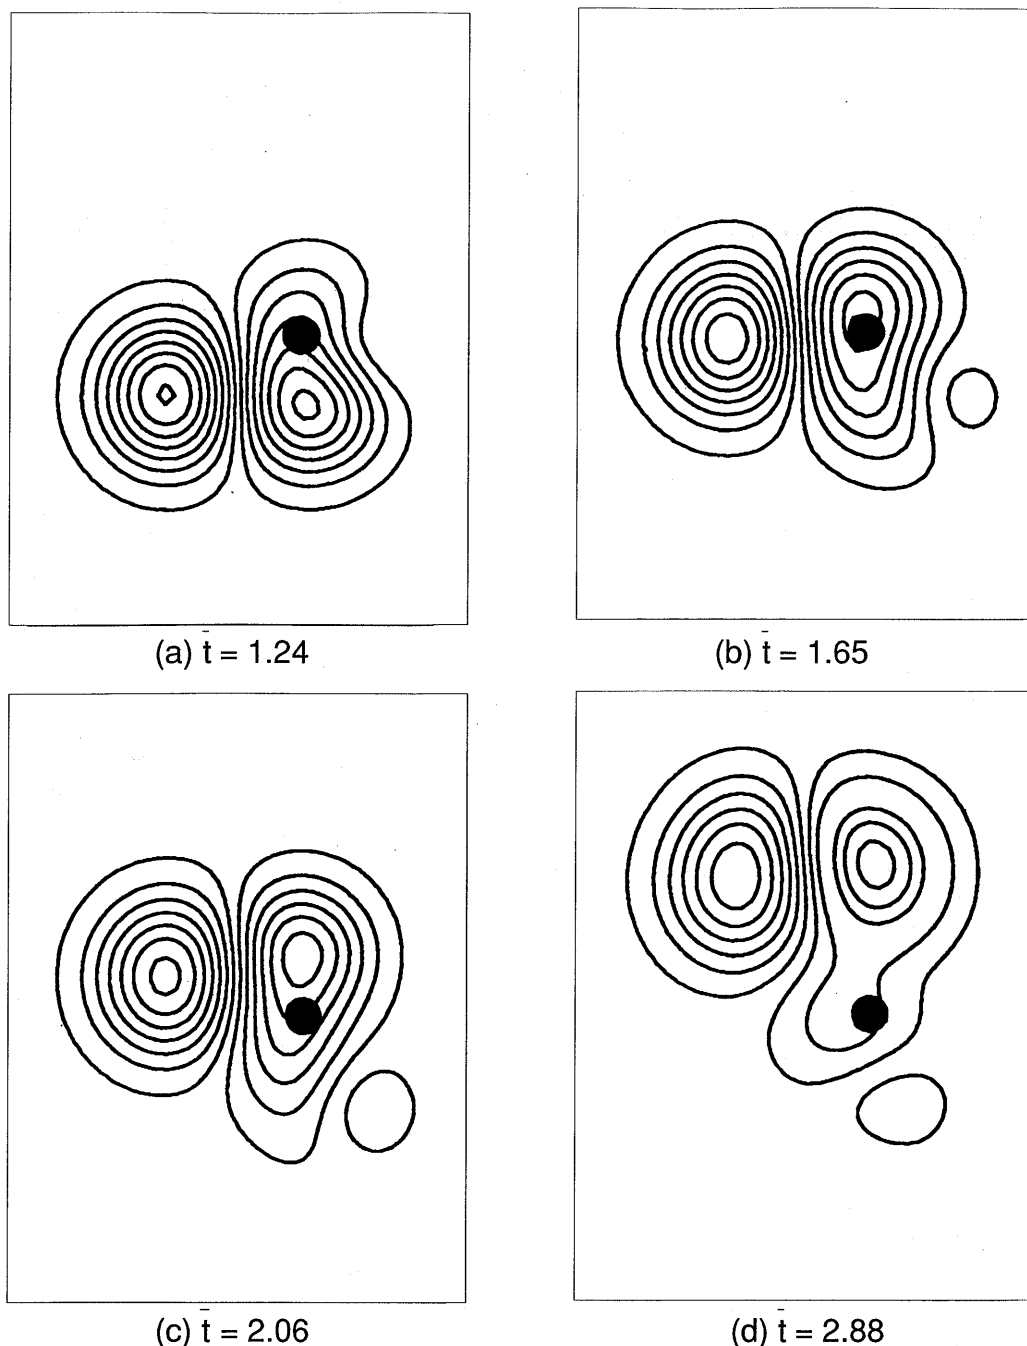 (a) t̄ = 1.24
(b) t̄ = 1.65
(c) t̄ = 2.06
(d) t̄ = 2.88